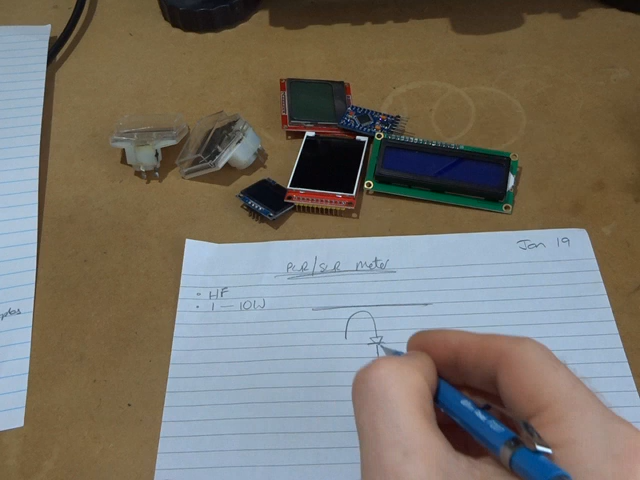 Jan 19
PWR/SWR meter
• HF
• 1 — 10W